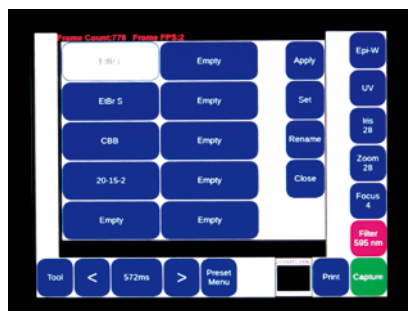 Frame Count:778 Frame FPS:2
Empty
Apply
Epi-W
EtBr S
Empty
Set
UV
CBB
Empty
Rename
Iris
28
20-15-2
Empty
Close
Zoom
28
Empty
Empty
Focus
4
Filter
595 nm
Tool
<
572ms
>
Preset
Menu
Print
Capture